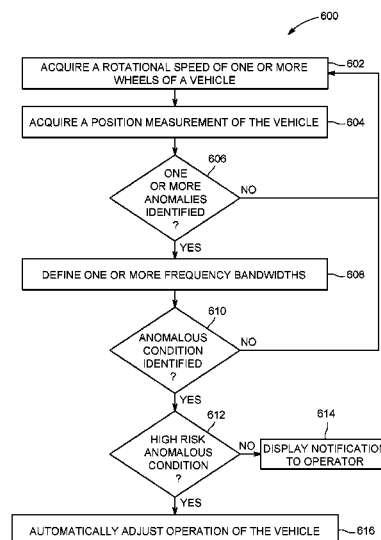 600
ACQUIRE A ROTATIONAL SPEED OF ONE OR MORE
WHEELS OF A VEHICLE
602
ACQUIRE A POSITION MEASUREMENT OF THE VEHICLE
604
606
ONE
OR MORE
ANOMALIES
IDENTIFIED
?
NO
YES
DEFINE ONE OR MORE FREQUENCY BANDWIDTHS
608
610
ANOMALOUS
CONDITION
IDENTIFIED
?
NO
YES
612
HIGH RISK
ANOMALOUS
CONDITION
?
NO
614
DISPLAY NOTIFICATION
TO OPERATOR
YES
AUTOMATICALLY ADJUST OPERATION OF THE VEHICLE
616